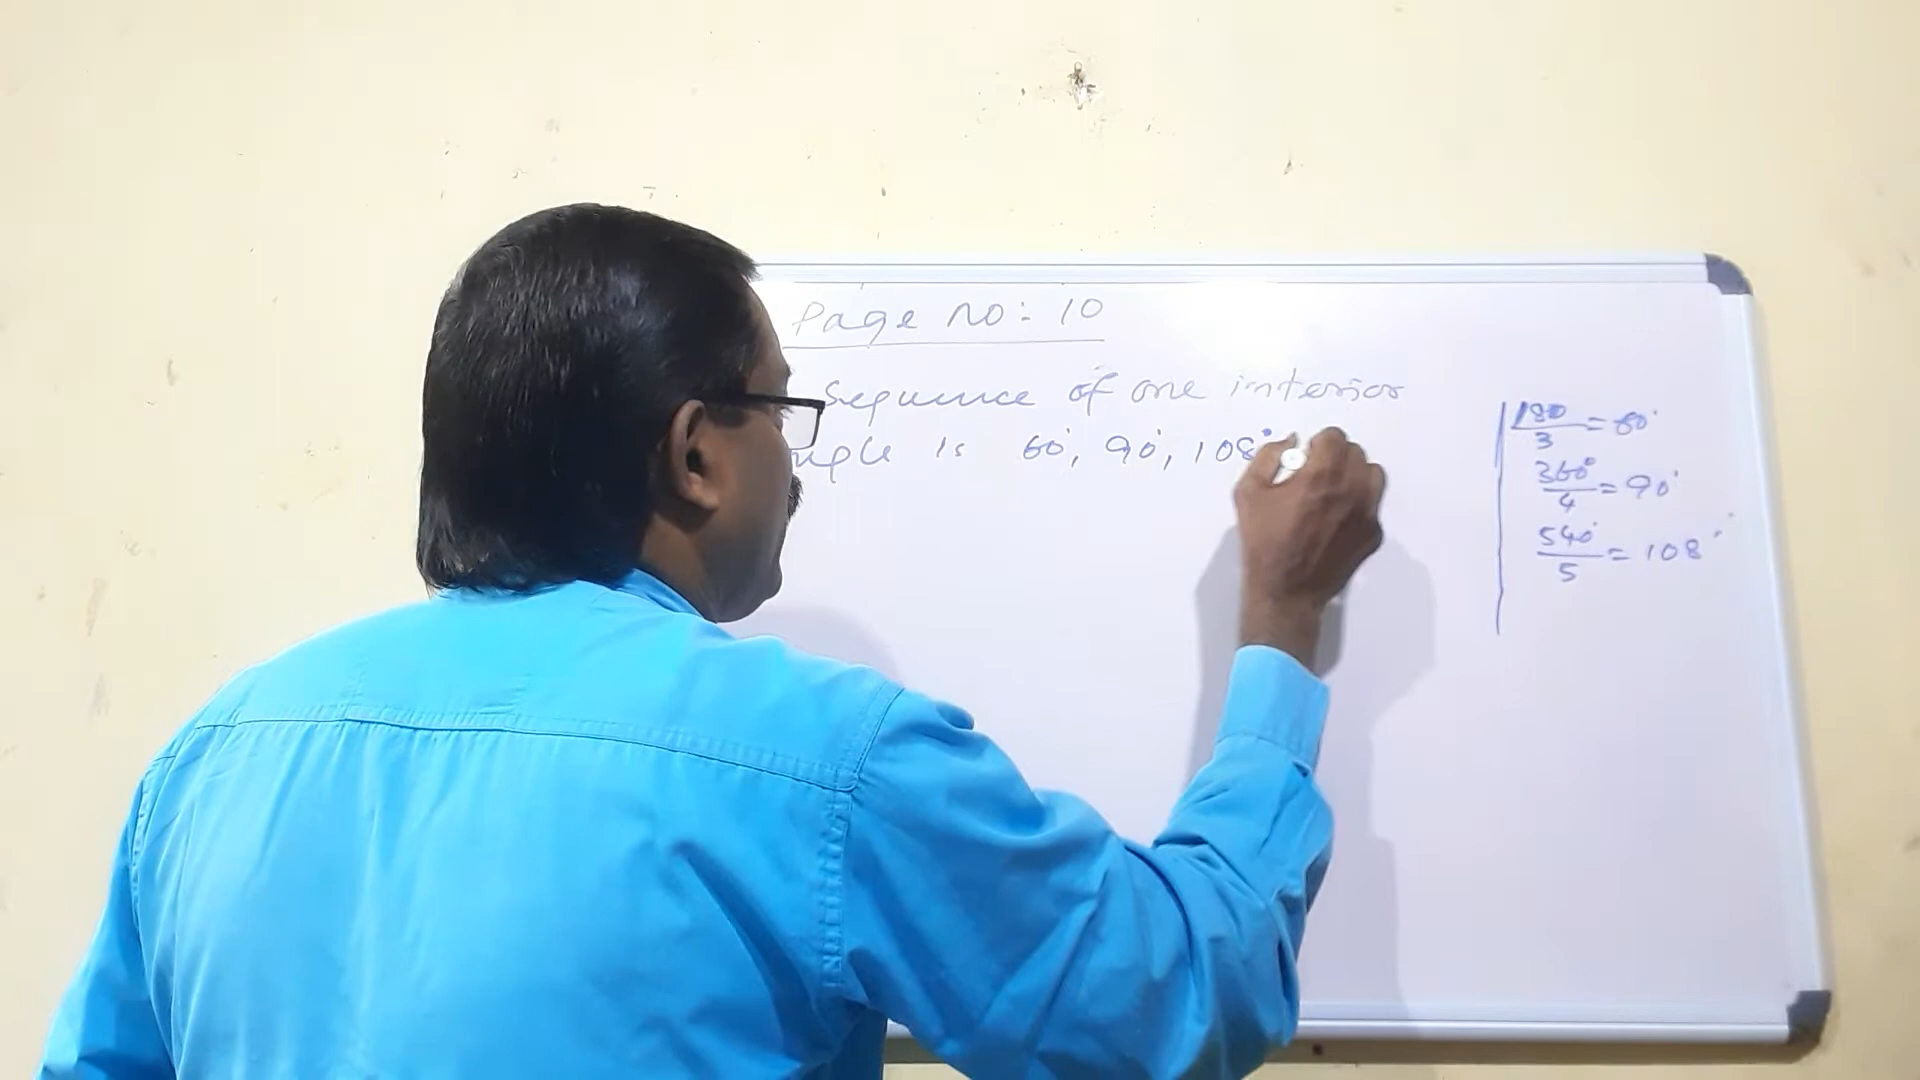 Page No: 10
Sequence of one interior
angle is 60°, 90°, 108°
180/3 = 60°
360°/4 = 90°
540°/5 = 108°